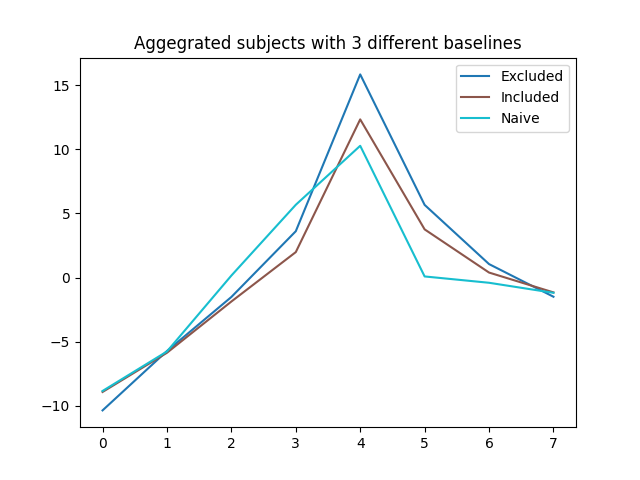 Aggegrated subjects with 3 different baselines
Excluded
Included
Naive
15
10
5
0
−5
−10
0 1 2 3 4 5 6 7